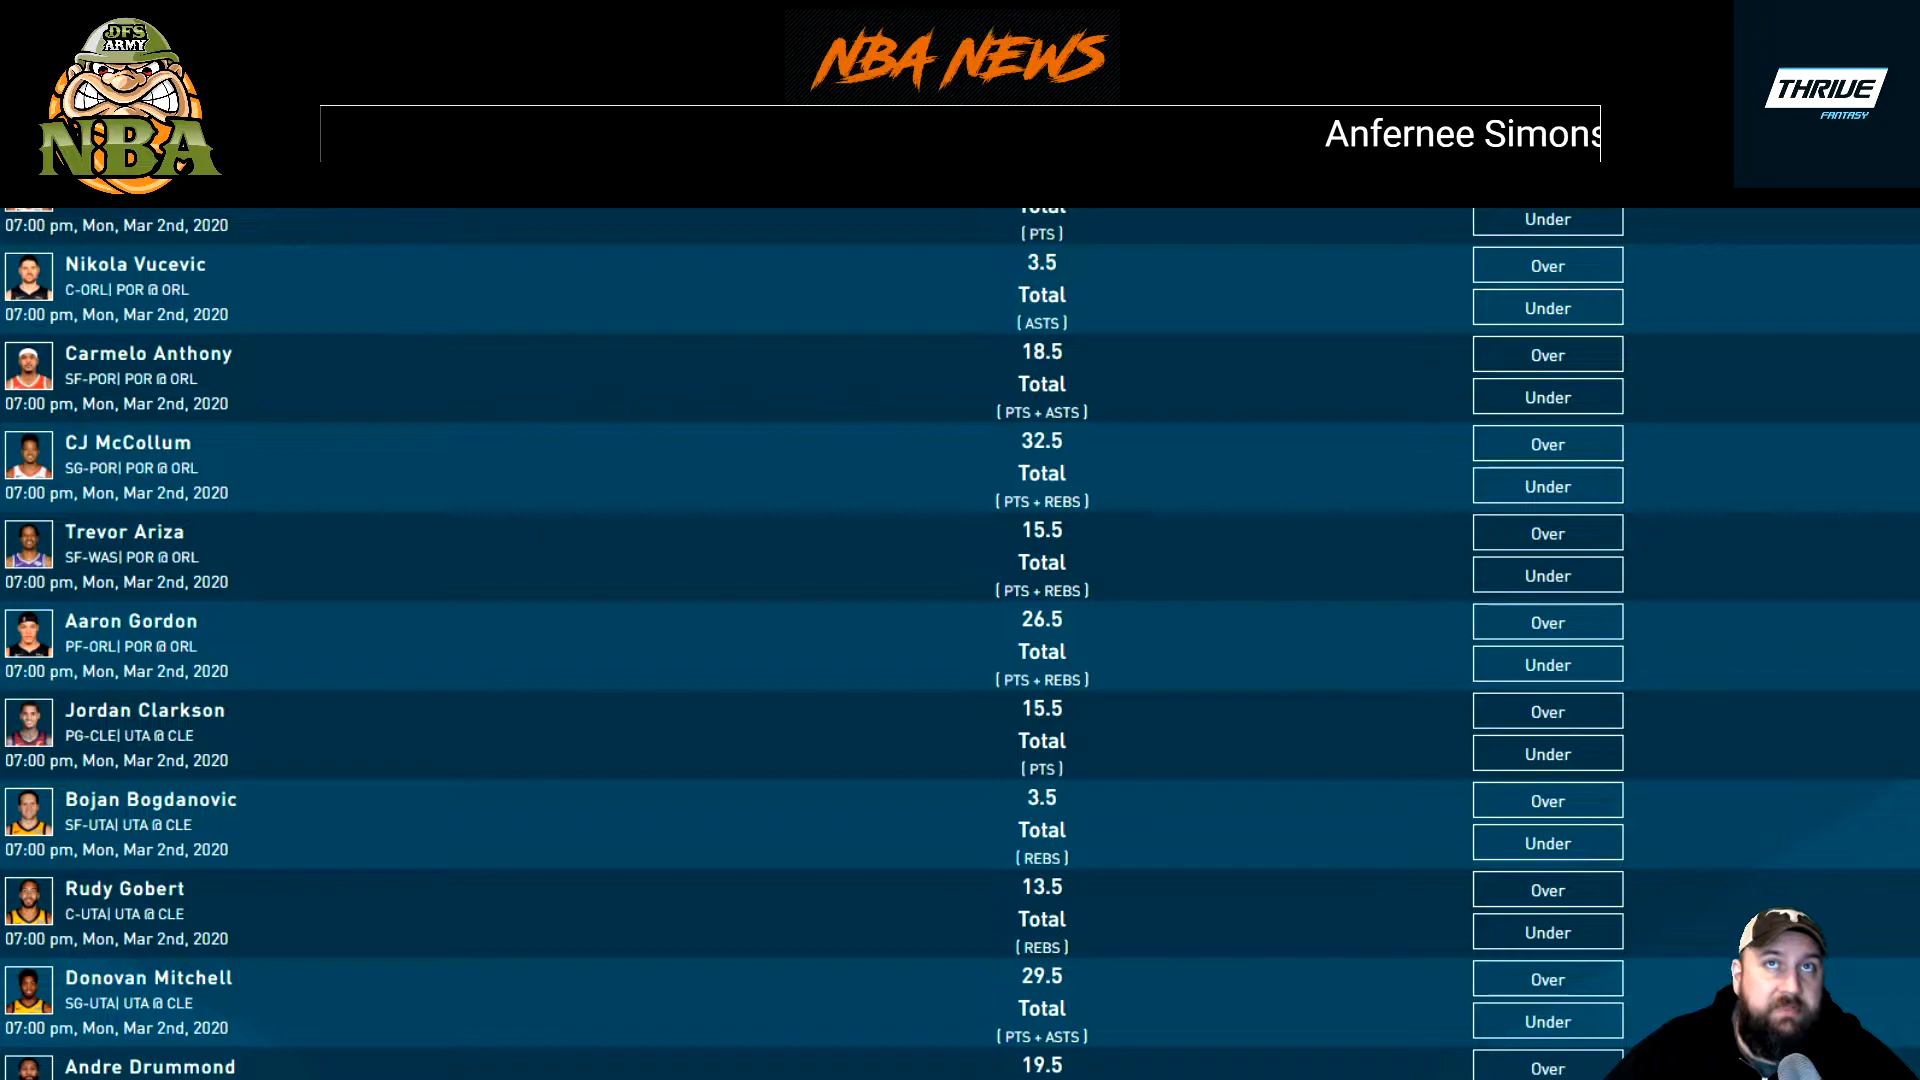 DFS
ARMY
NBA
NBA NEWS
THRIVE
FANTASY
Anfernee Simons
07:00 pm, Mon, Mar 2nd, 2020
Total
[ PTS ]
Under
Nikola Vucevic
C-ORL| POR @ ORL
07:00 pm, Mon, Mar 2nd, 2020
3.5
Total
[ ASTS ]
Over
Under
Carmelo Anthony
SF-POR| POR @ ORL
07:00 pm, Mon, Mar 2nd, 2020
18.5
Total
[ PTS + ASTS ]
Over
Under
CJ McCollum
SG-POR| POR @ ORL
07:00 pm, Mon, Mar 2nd, 2020
32.5
Total
[ PTS + REBS ]
Over
Under
Trevor Ariza
SF-WAS| POR @ ORL
07:00 pm, Mon, Mar 2nd, 2020
15.5
Total
[ PTS + REBS ]
Over
Under
Aaron Gordon
PF-ORL| POR @ ORL
07:00 pm, Mon, Mar 2nd, 2020
26.5
Total
[ PTS + REBS ]
Over
Under
Jordan Clarkson
PG-CLE| UTA @ CLE
07:00 pm, Mon, Mar 2nd, 2020
15.5
Total
[ PTS ]
Over
Under
Bojan Bogdanovic
SF-UTA| UTA @ CLE
07:00 pm, Mon, Mar 2nd, 2020
3.5
Total
[ REBS ]
Over
Under
Rudy Gobert
C-UTA| UTA @ CLE
07:00 pm, Mon, Mar 2nd, 2020
13.5
Total
[ REBS ]
Over
Under
Donovan Mitchell
SG-UTA| UTA @ CLE
07:00 pm, Mon, Mar 2nd, 2020
29.5
Total
[ PTS + ASTS ]
Over
Under
Andre Drummond
19.5
Over